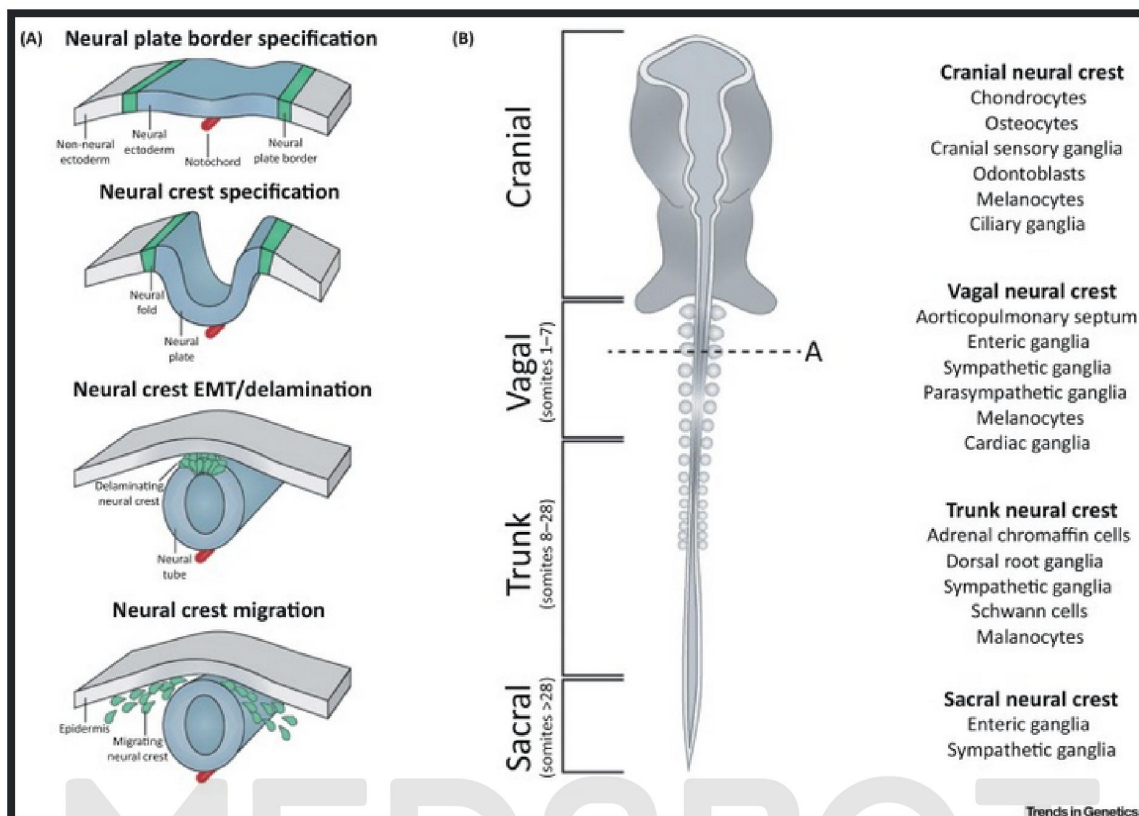 (A) Neural plate border specification
Non-neural
ectoderm
Neural
ectoderm
Notochord
Neural
plate border
Neural crest specification
Neural
fold
Neural
plate
Neural crest EMT/delamination
Delaminating
neural crest
Neural
tube
Neural crest migration
Epidermis
Migrating
neural crest
(B)
Cranial
Vagal
(somites 1–7)
Trunk
(somites 8–28)
Sacral
(somites >28)
A
Cranial neural crest
Chondrocytes
Osteocytes
Cranial sensory ganglia
Odontoblasts
Melanocytes
Ciliary ganglia
Vagal neural crest
Aorticopulmonary septum
Enteric ganglia
Sympathetic ganglia
Parasympathetic ganglia
Melanocytes
Cardiac ganglia
Trunk neural crest
Adrenal chromaffin cells
Dorsal root ganglia
Sympathetic ganglia
Schwann cells
Malanocytes
Sacral neural crest
Enteric ganglia
Sympathetic ganglia
Trends in Genetics